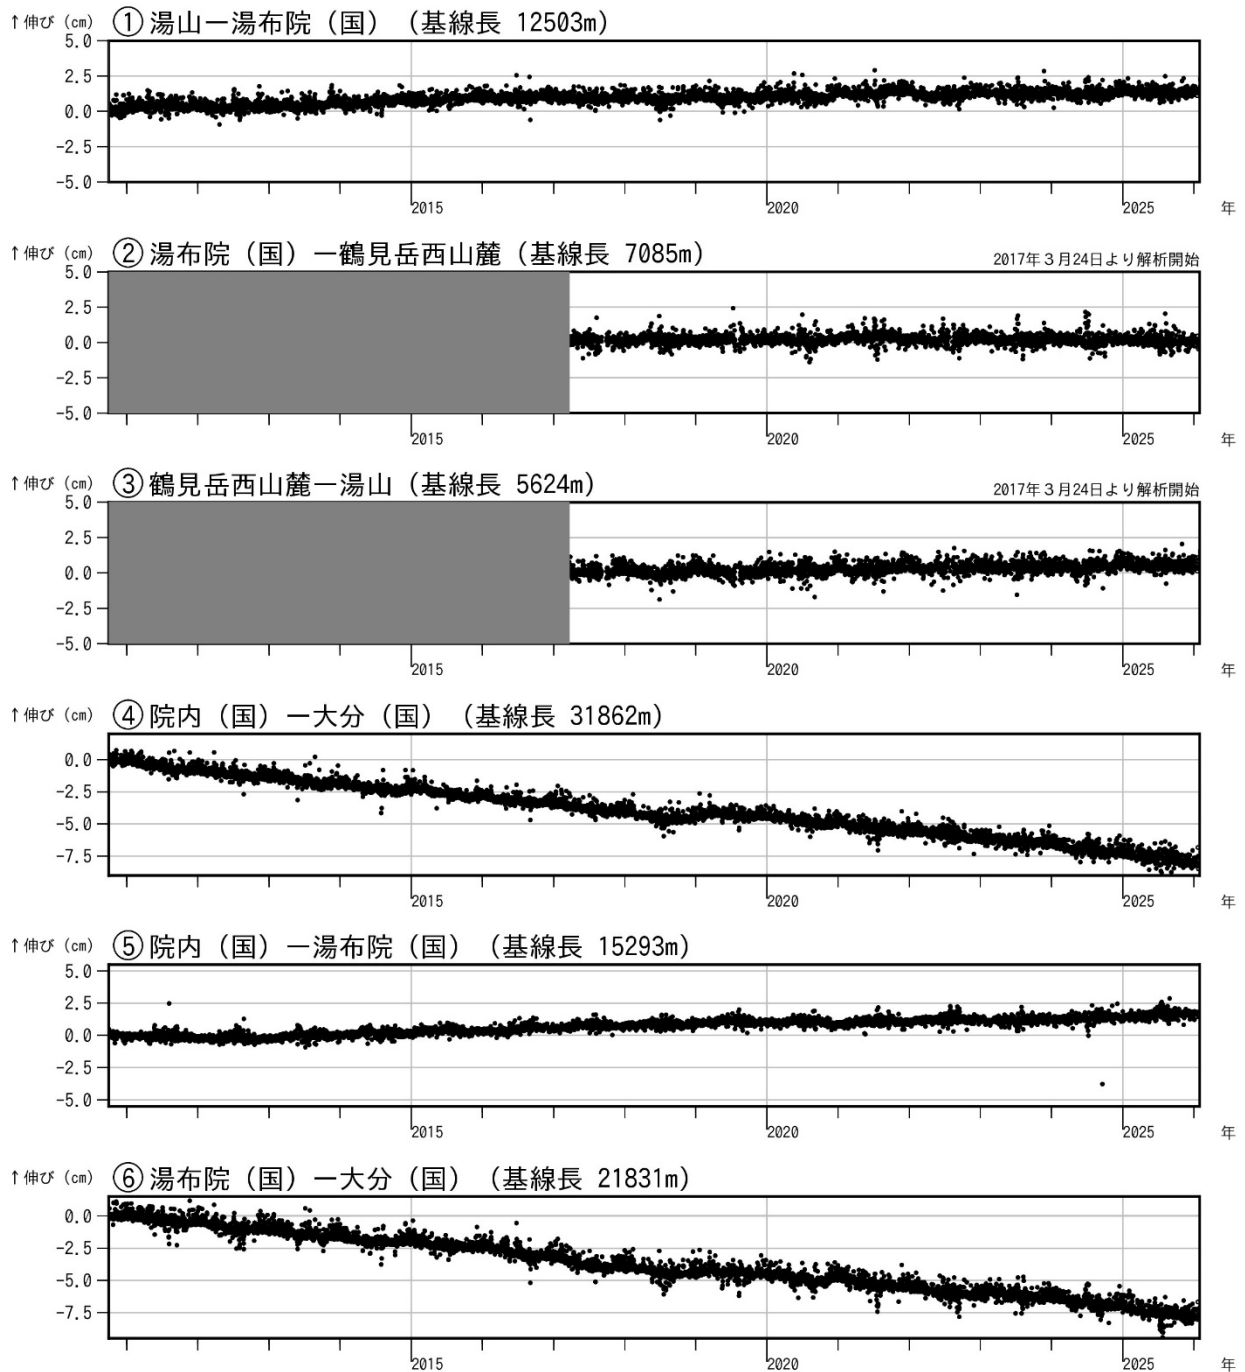 ↑伸び (cm) ①湯山ー湯布院（国）（基線長 12503m）
5.0
2.5
0.0
-2.5
-5.0
2015 2020 2025 年
↑伸び (cm) ②湯布院（国）ー鶴見岳西山麓（基線長 7085m）
2017年３月24日より解析開始
5.0
2.5
0.0
-2.5
-5.0
2015 2020 2025 年
↑伸び (cm) ③鶴見岳西山麓ー湯山（基線長 5624m）
2017年３月24日より解析開始
5.0
2.5
0.0
-2.5
-5.0
2015 2020 2025 年
↑伸び (cm) ④院内（国）ー大分（国）（基線長 31862m）
0.0
-2.5
-5.0
-7.5
2015 2020 2025 年
↑伸び (cm) ⑤院内（国）ー湯布院（国）（基線長 15293m）
5.0
2.5
0.0
-2.5
-5.0
2015 2020 2025 年
↑伸び (cm) ⑥湯布院（国）ー大分（国）（基線長 21831m）
0.0
-2.5
-5.0
-7.5
2015 2020 2025 年